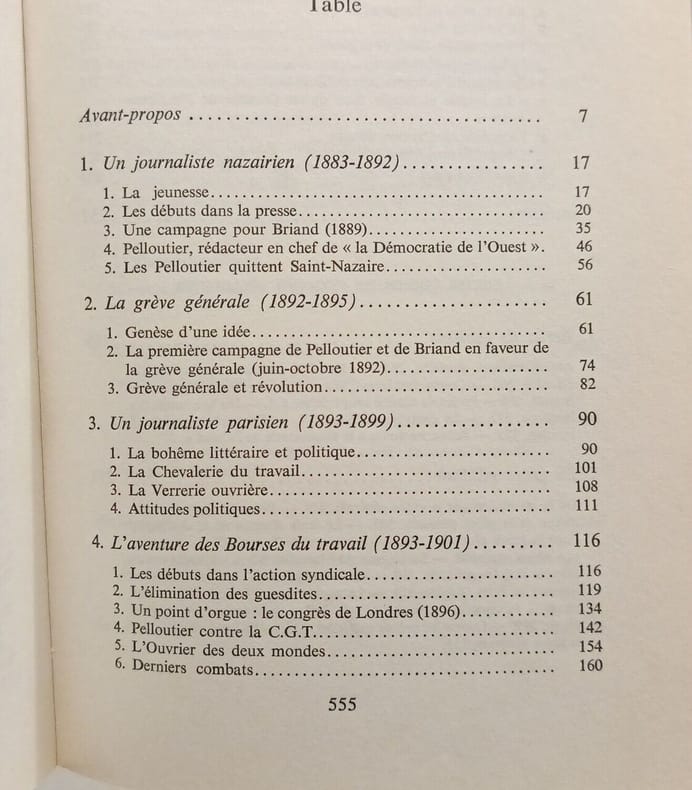 Table
Avant-propos ....................................... 7
1. Un journaliste nazairien (1883-1892) ................ 17
1. La jeunesse ..................................... 17
2. Les débuts dans la presse ........................... 20
3. Une campagne pour Briand (1889) ................... 35
4. Pelloutier, rédacteur en chef de « la Démocratie de l'Ouest ». 46
5. Les Pelloutier quittent Saint-Nazaire .................. 56
2. La grève générale (1892-1895) ..................... 61
1. Genèse d'une idée ................................ 61
2. La première campagne de Pelloutier et de Briand en faveur de
la grève générale (juin-octobre 1892) .................. 74
3. Grève générale et révolution ......................... 82
3. Un journaliste parisien (1893-1899) ................. 90
1. La bohême littéraire et politique ...................... 90
2. La Chevalerie du travail ............................ 101
3. La Verrerie ouvrière ............................... 108
4. Attitudes politiques ................................ 111
4. L'aventure des Bourses du travail (1893-1901) ......... 116
1. Les débuts dans l'action syndicale ..................... 116
2. L'élimination des guesdites .......................... 119
3. Un point d'orgue : le congrès de Londres (1896) .......... 134
4. Pelloutier contre la C.G.T. .......................... 142
5. L'Ouvrier des deux mondes ......................... 154
6. Derniers combats ................................. 160
555